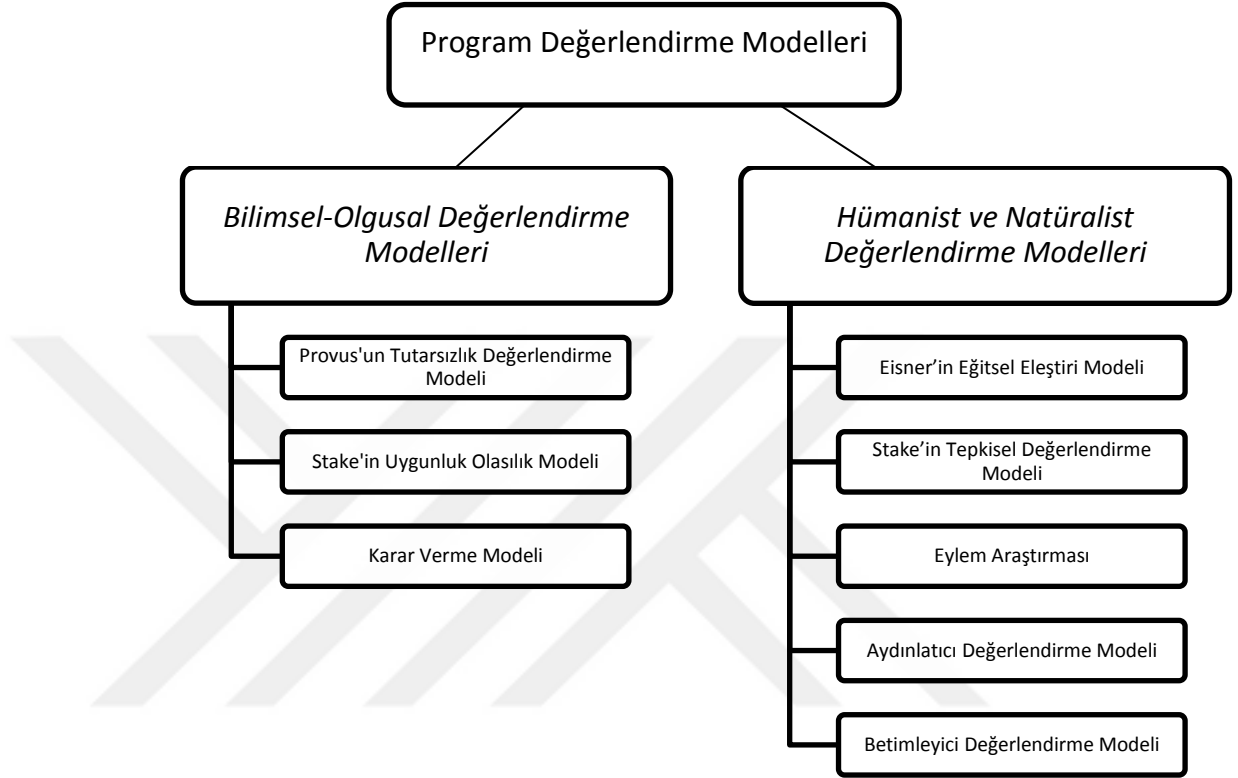 Program Değerlendirme Modelleri
Bilimsel-Olgusal Değerlendirme
Modelleri
Provus'un Tutarsızlık Değerlendirme
Modeli
Stake'in Uygunluk Olasılık Modeli
Karar Verme Modeli
Hümanist ve Natüralist
Değerlendirme Modelleri
Eisner’in Eğitsel Eleştiri Modeli
Stake’in Tepkisel Değerlendirme
Modeli
Eylem Araştırması
Aydınlatıcı Değerlendirme Modeli
Betimleyici Değerlendirme Modeli